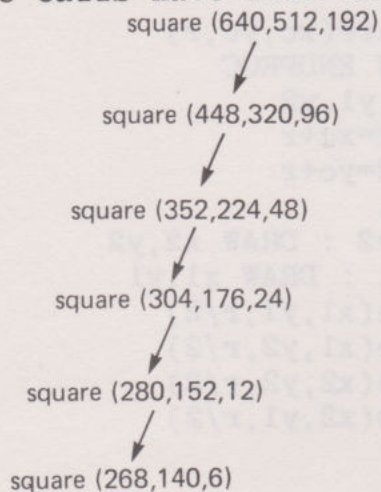 square (640,512,192)
square (448,320,96)
square (352,224,48)
square (304,176,24)
square (280,152,12)
square (268,140,6)